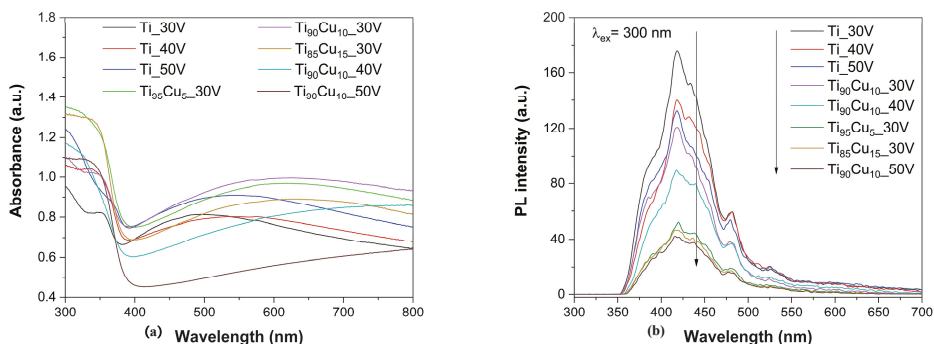 1.8
1.6
1.4
1.2
1.0
0.8
0.6
0.4
Absorbance (a.u.)
Ti_30V
Ti_40V
Ti_50V
Ti₉₅Cu₅_30V
Ti₉₀Cu₁₀_30V
Ti₈₅Cu₁₅_30V
Ti₉₀Cu₁₀_40V
Ti₉₀Cu₁₀_50V
300 400 500 600 700 800
(a) Wavelength (nm)
200
160
120
80
40
0
PL intensity (a.u.)
λex= 300 nm
Ti_30V
Ti_40V
Ti_50V
Ti₉₀Cu₁₀_30V
Ti₉₀Cu₁₀_40V
Ti₉₅Cu₅_30V
Ti₈₅Cu₁₅_30V
Ti₉₀Cu₁₀_50V
300 350 400 450 500 550 600 650 700
(b) Wavelength (nm)